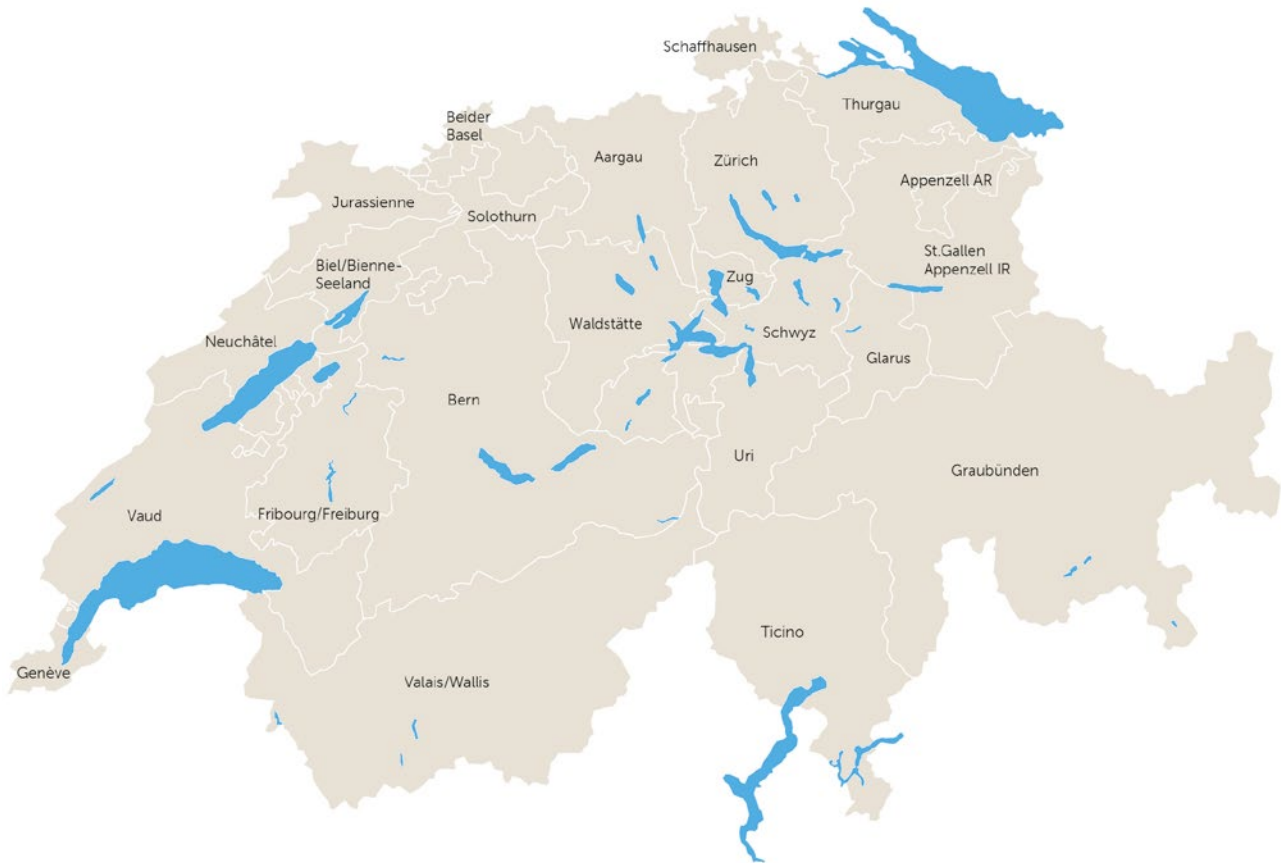 Schaffhausen
Thurgau
Beider
Basel
Aargau
Zürich
Appenzell AR
Jurassienne
Solothurn
St.Gallen
Appenzell IR
Biel/Bienne-
Seeland
Zug
Waldstätte
Schwyz
Neuchâtel
Glarus
Bern
Uri
Graubünden
Vaud
Fribourg/Freiburg
Ticino
Genève
Valais/Wallis